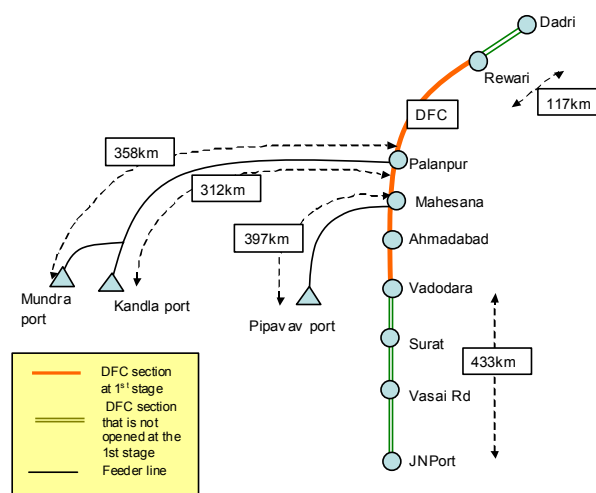 Dadri
Rewari
117km
DFC
358km
Palanpur
312km
Mahesana
397km
Ahmadabad
Mundra
port
Kandla port
Pipavav port
Vadodara
Surat
433km
Vasai Rd
JNPort
DFC section
at 1st stage
DFC
section
that is not
opened at the
1st stage
Feeder line